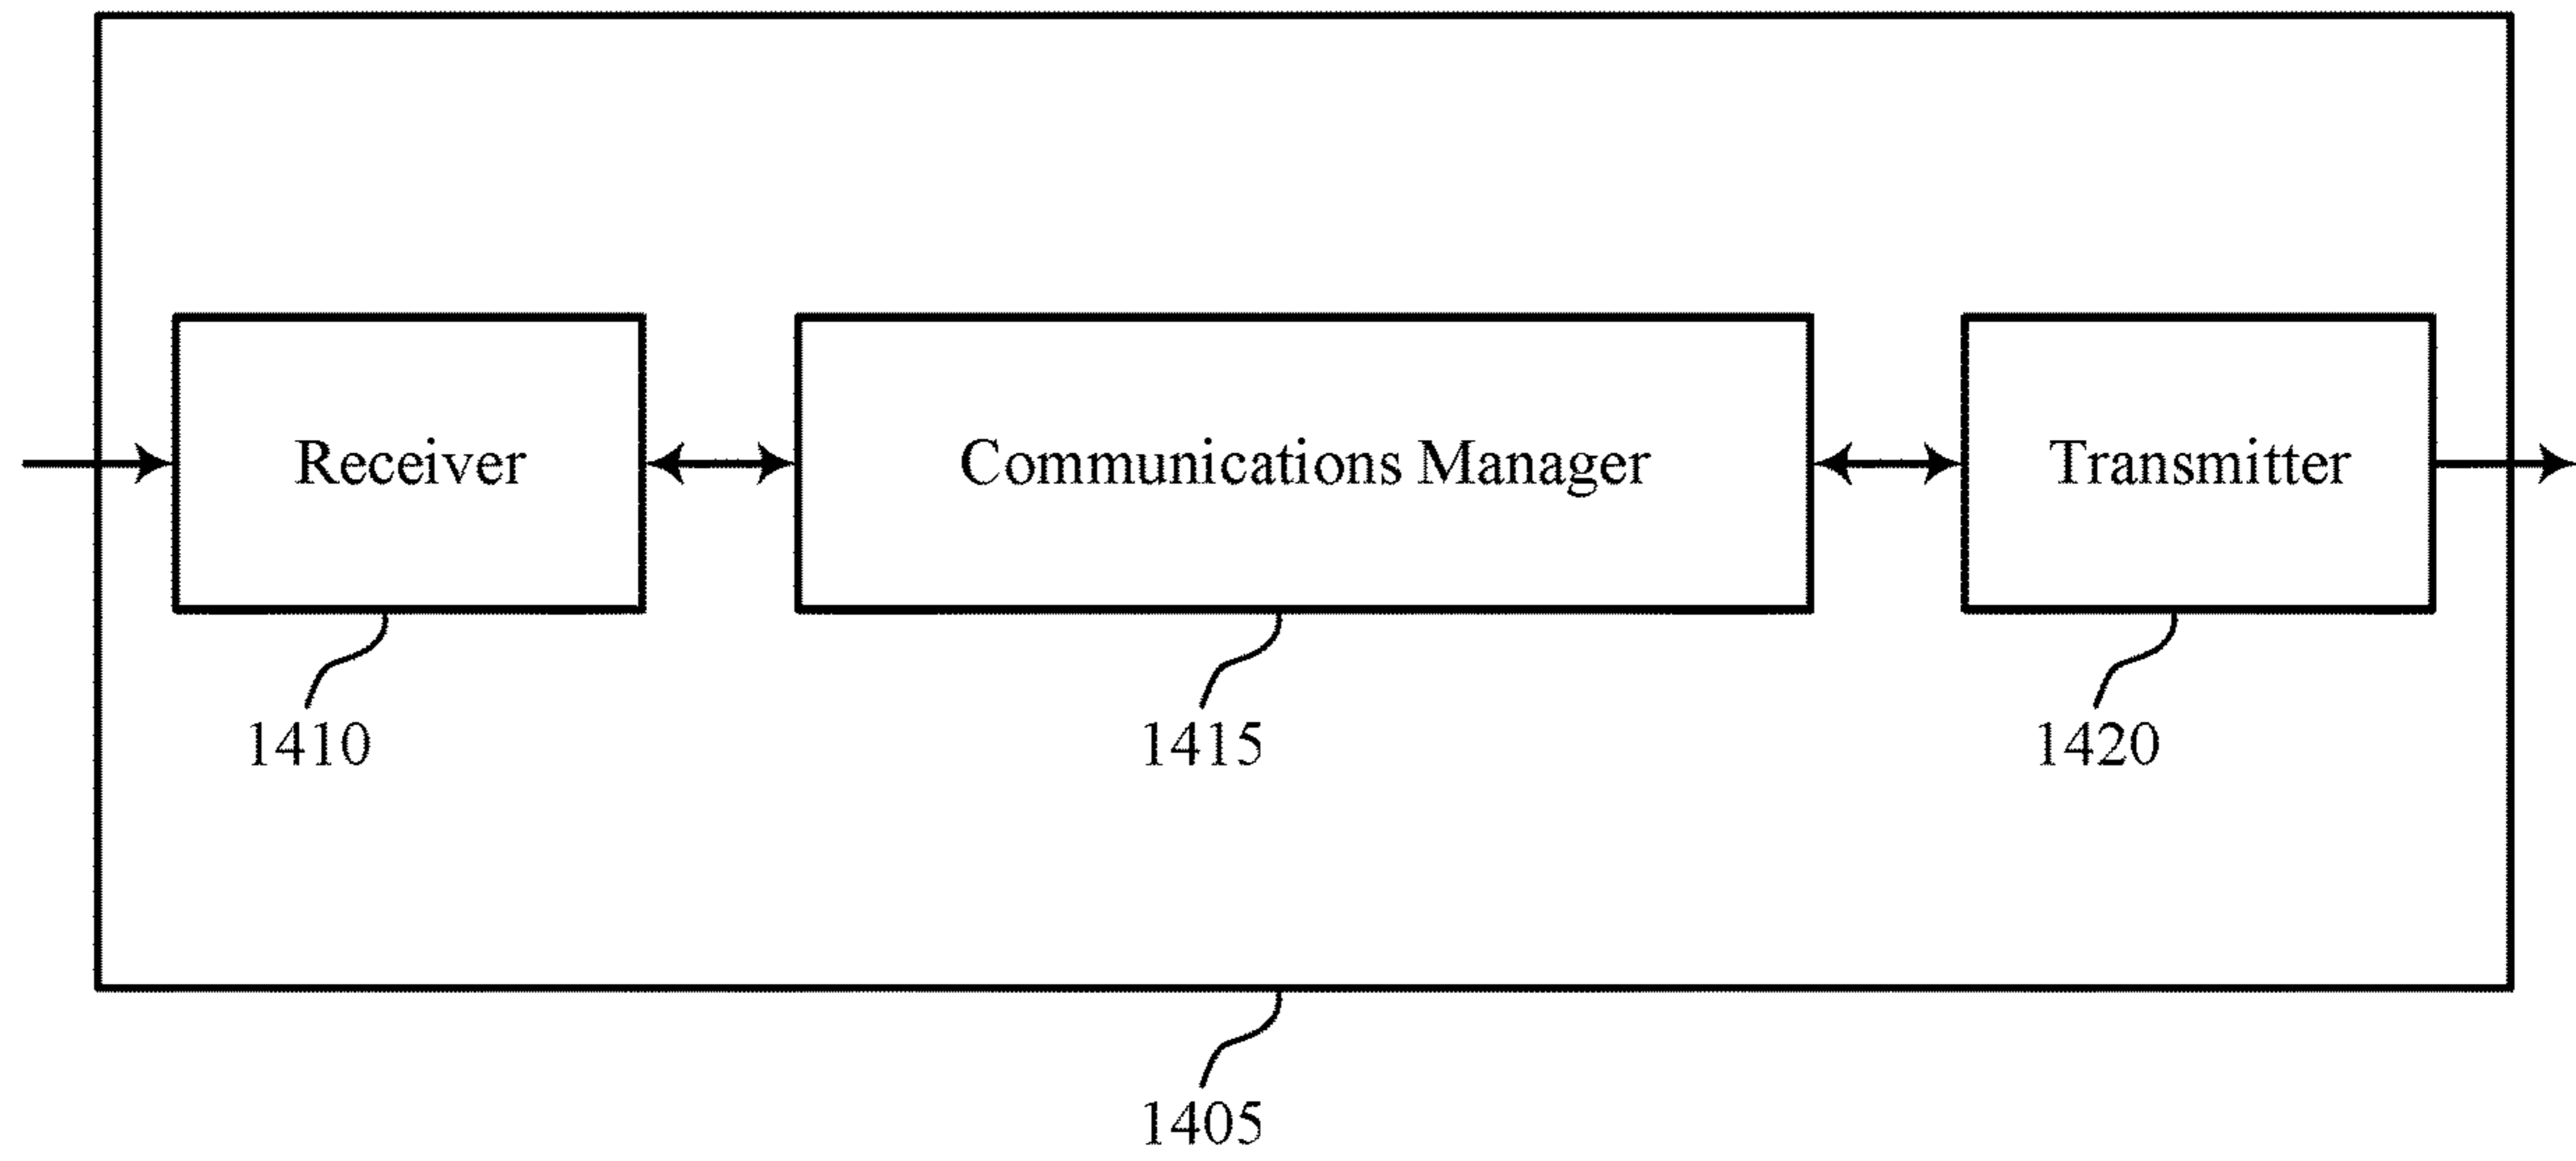 Receiver
Communications Manager
Transmitter
1410
1415
1420
1405